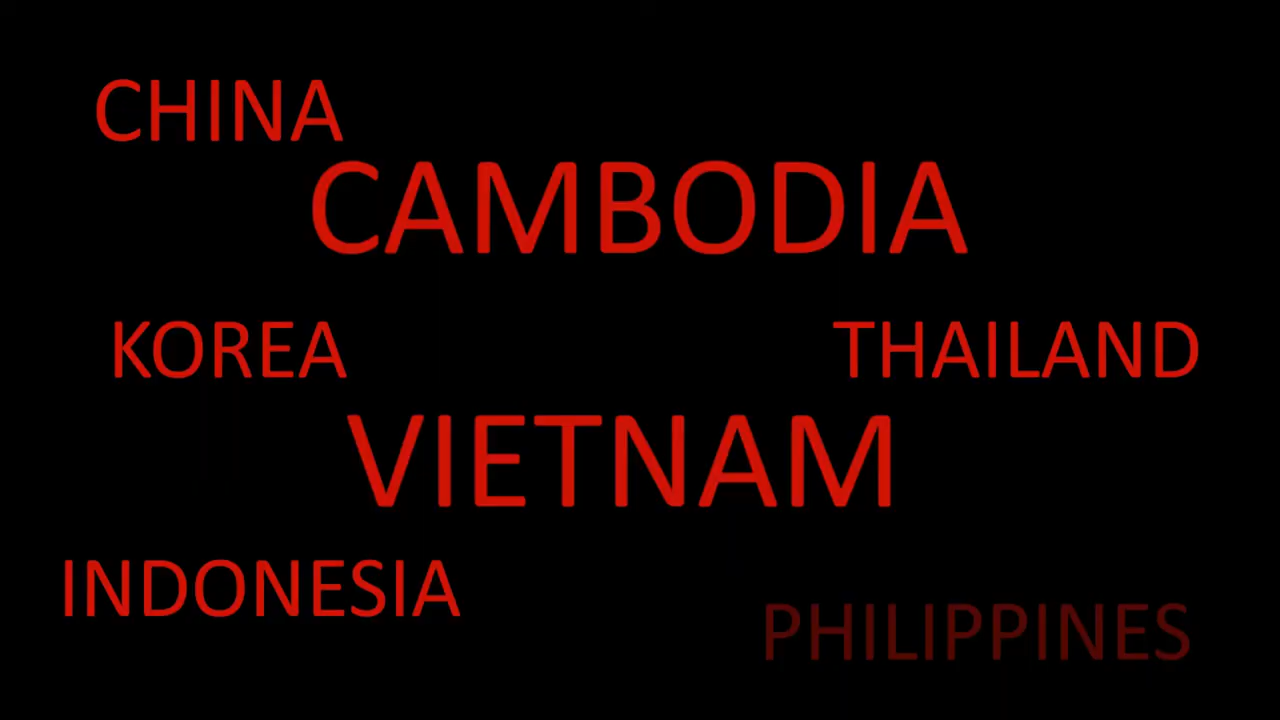 CHINA
CAMBODIA
KOREA
THAILAND
VIETNAM
INDONESIA
PHILIPPINES